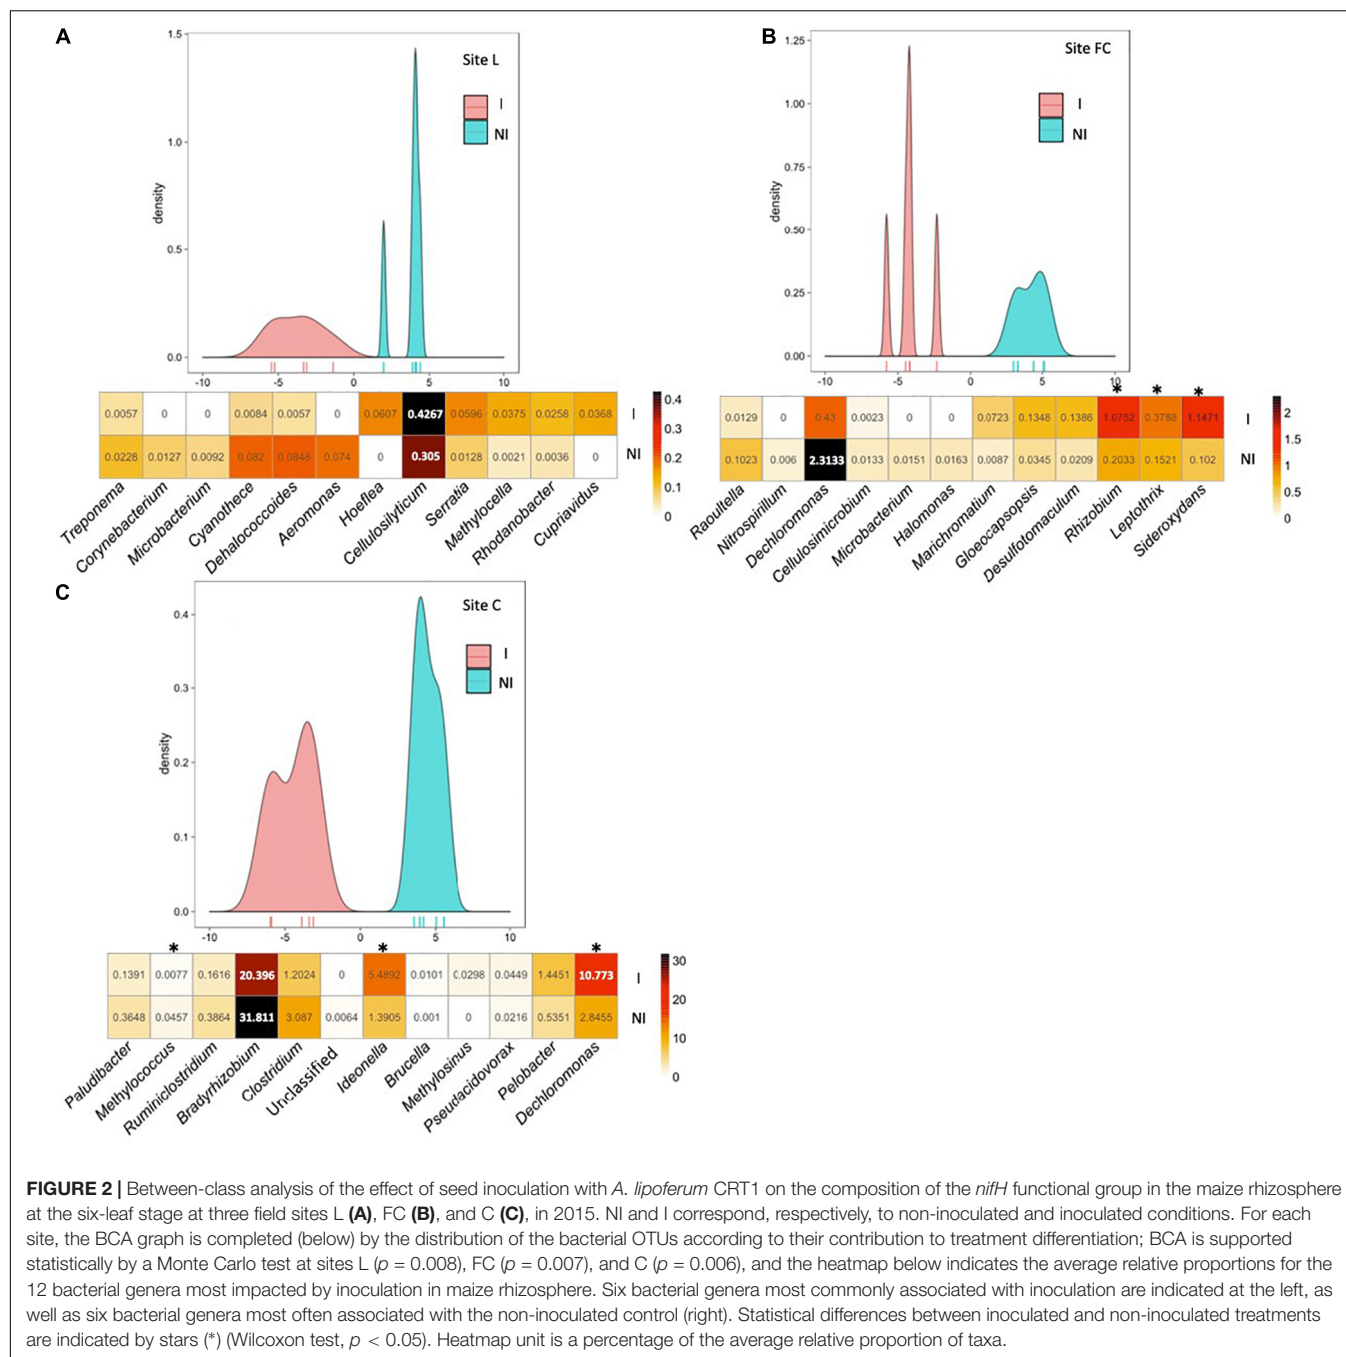 A
Site L
I
NI
density
1.5
1.0
0.5
0.0
-10 -5 0 5 10
0.0057 0 0 0.0084 0.0057 0 0.0607 0.4267 0.0596 0.0375 0.0258 0.0368 I
0.0228 0.0127 0.0092 0.082 0.0848 0.074 0 0.305 0.0128 0.0021 0.0036 0 NI
Treponema Corynebacterium Microbacterium Cyanothece Dehalococcoides Aeromonas Hoeflea Cellulosilyticum Serratia Methylocella Rhodanobacter Cupriavidus
0.4
0.3
0.2
0.1
0
B
Site FC
I
NI
density
1.25
1.00
0.75
0.50
0.25
0.00
-10 -5 0 5 10
* * *
0.0129 0 0.43 0.0023 0 0 0.0723 0.1348 0.1386 1.0752 0.3788 1.1471 I
0.1023 0.006 2.3133 0.0133 0.0151 0.0163 0.0087 0.0345 0.0209 0.2033 0.1521 0.102 NI
Raoultella Nitrospirillum Dechloromonas Cellulosimicrobium Microbacterium Halomonas Marichromatium Gloeocapsopsis Desulfotomaculum Rhizobium Leptothrix Sideroxydans
2
1.5
1
0.5
0
C
Site C
I
NI
density
0.4
0.3
0.2
0.1
0.0
-10 -5 0 5 10
* * *
0.1391 0.0077 0.1616 20.396 1.2024 0 5.4892 0.0101 0.0298 0.0449 1.4451 10.773 I
0.3648 0.0457 0.3864 31.811 3.087 0.0064 1.3905 0.001 0 0.0216 0.5351 2.8455 NI
Paludibacter Methylococcus Ruminiclostridium Bradyrhizobium Clostridium Unclassified Ideonella Brucella Methylosinus Pseudacidovorax Pelobacter Dechloromonas
30
20
10
0
FIGURE 2 | Between-class analysis of the effect of seed inoculation with A. lipoferum CRT1 on the composition of the nifH functional group in the maize rhizosphere
at the six-leaf stage at three field sites L (A), FC (B), and C (C), in 2015. NI and I correspond, respectively, to non-inoculated and inoculated conditions. For each
site, the BCA graph is completed (below) by the distribution of the bacterial OTUs according to their contribution to treatment differentiation; BCA is supported
statistically by a Monte Carlo test at sites L (p = 0.008), FC (p = 0.007), and C (p = 0.006), and the heatmap below indicates the average relative proportions for the
12 bacterial genera most impacted by inoculation in maize rhizosphere. Six bacterial genera most commonly associated with inoculation are indicated at the left, as
well as six bacterial genera most often associated with the non-inoculated control (right). Statistical differences between inoculated and non-inoculated treatments
are indicated by stars (*) (Wilcoxon test, p < 0.05). Heatmap unit is a percentage of the average relative proportion of taxa.